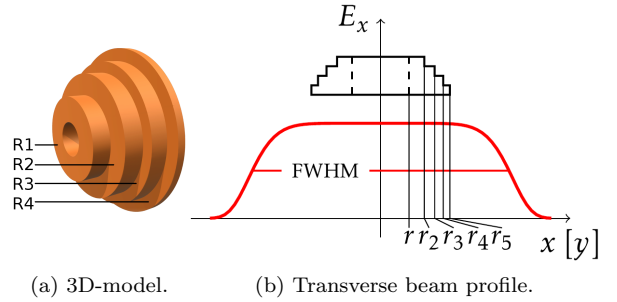 R1
R2
R3
R4
(a) 3D-model.
E_x
FWHM
r r_2 r_3 r_4 r_5
x [y]
(b) Transverse beam profile.